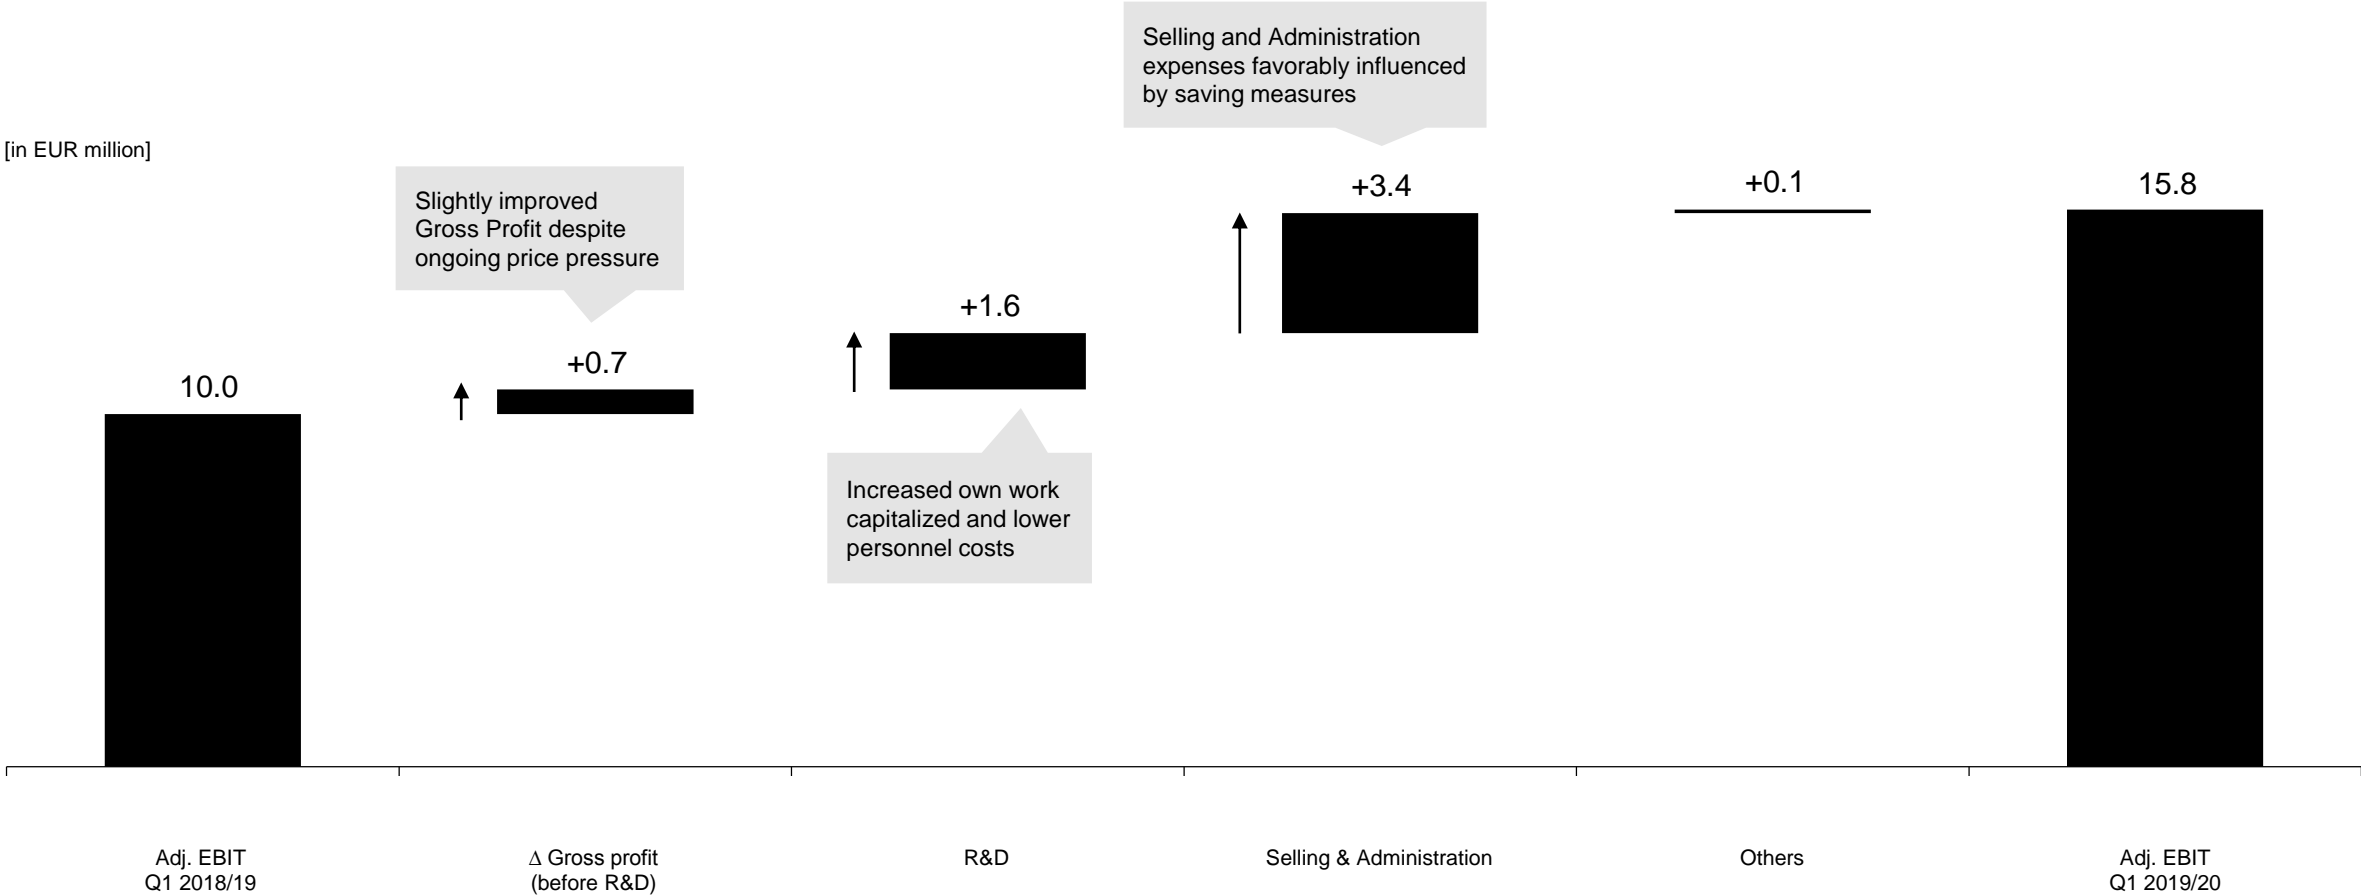 Selling and Administration
expenses favorably influenced
by saving measures
[in EUR million]
Slightly improved
Gross Profit despite
ongoing price pressure
10.0
+0.7
+1.6
+3.4
+0.1
15.8
Increased own work
capitalized and lower
personnel costs
Adj. EBIT
Q1 2018/19
∆ Gross profit
(before R&D)
R&D
Selling & Administration
Others
Adj. EBIT
Q1 2019/20